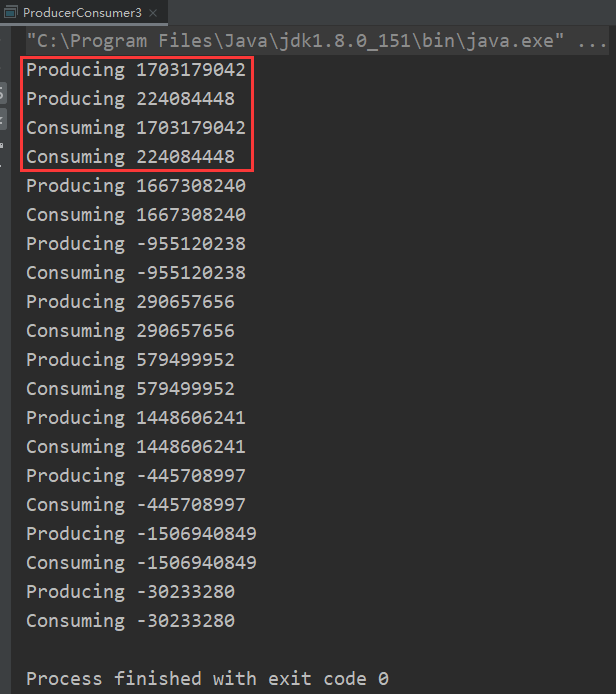 ProducerConsumer3
"C:\Program Files\Java\jdk1.8.0_151\bin\java.exe" ...
Producing 1703179042
Producing 224084448
Consuming 1703179042
Consuming 224084448
Producing 1667308240
Consuming 1667308240
Producing -955120238
Consuming -955120238
Producing 290657656
Consuming 290657656
Producing 579499952
Consuming 579499952
Producing 1448606241
Consuming 1448606241
Producing -445708997
Consuming -445708997
Producing -1506940849
Consuming -1506940849
Producing -30233280
Consuming -30233280
Process finished with exit code 0